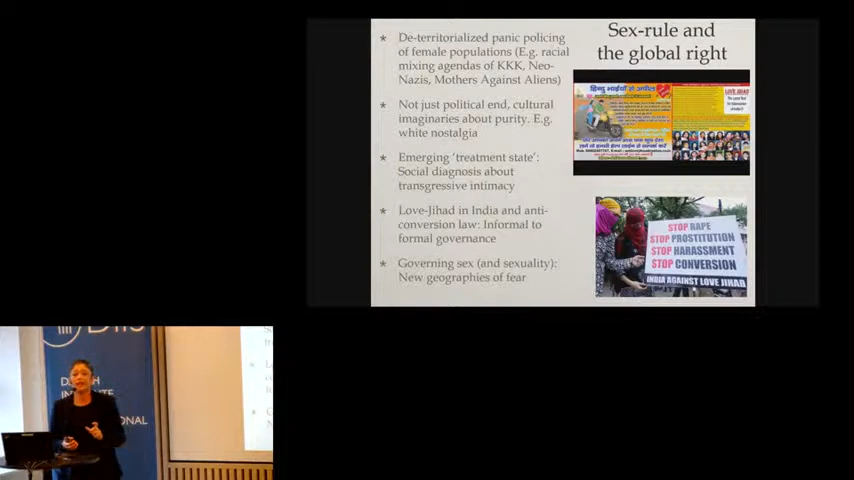 Sex-rule and
the global right
* De-territorialized panic policing
of female populations (E.g. racial
mixing agendas of KKK, Neo-
Nazis, Mothers Against Aliens)
* Not just political end, cultural
imaginaries about purity. E.g.
white nostalgia
* Emerging 'treatment state':
Social diagnosis about
transgressive intimacy
* Love-Jihad in India and anti-
conversion law: Informal to
formal governance
* Governing sex (and sexuality):
New geographies of fear
हिन्दू भाईयों से अपील
LOVE JIHAD
STOP RAPE
STOP PROSTITUTION
STOP HARASSMENT
STOP CONVERSION
INDIA AGAINST LOVE JIHAD